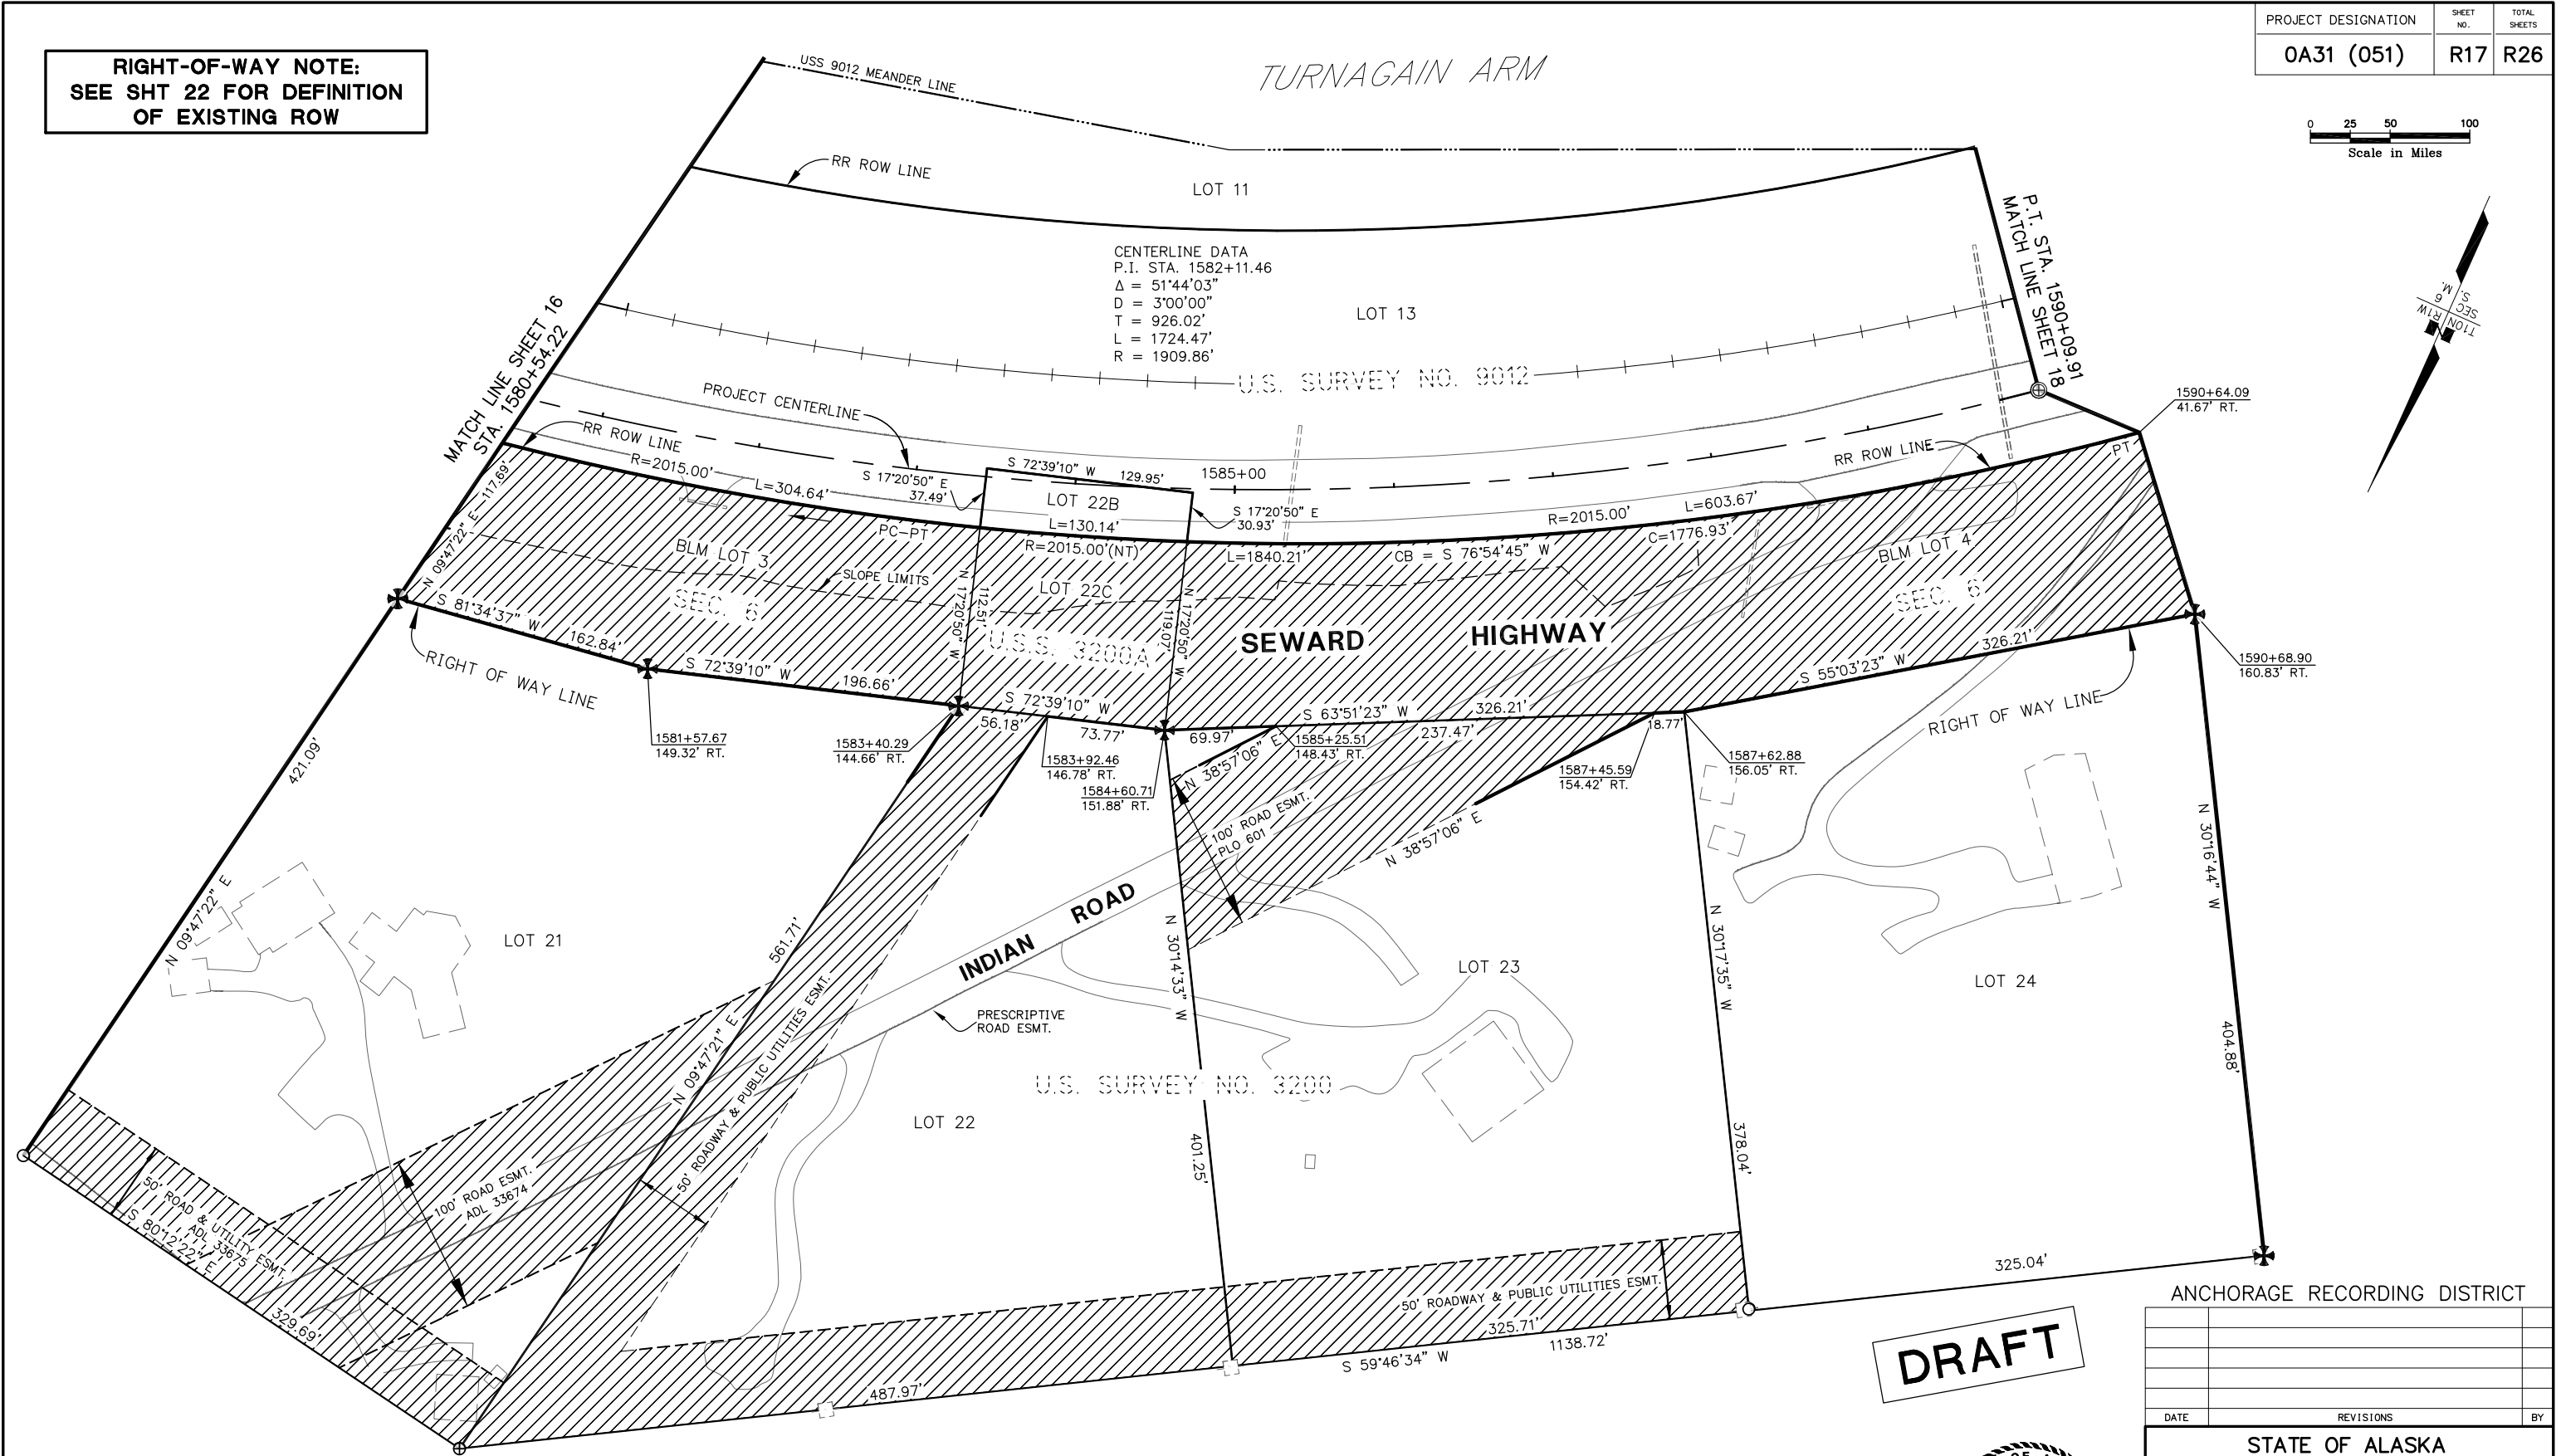 RIGHT-OF-WAY NOTE:
SEE SHT 22 FOR DEFINITION
OF EXISTING ROW
USS 9012 MEANDER LINE
TURNAGAIN ARM
PROJECT DESIGNATION
SHEET
NO.
TOTAL
SHEETS
0A31 (051)
R17
R26
0 25 50 100
Scale in Miles
T10N R1W
SEC 6
S. M.
RR ROW LINE
LOT 11
CENTERLINE DATA
P.I. STA. 1582+11.46
Δ = 51°44'03"
D = 3°00'00"
T = 926.02'
L = 1724.47'
R = 1909.86'
LOT 13
P.T. STA. 1590+09.91
MATCH LINE SHEET 18
MATCH LINE SHEET 16
STA. 1580+54.22
U.S. SURVEY NO. 9012
PROJECT CENTERLINE
RR ROW LINE
R=2015.00'
L=304.64'
S 17°20'50" E
37.49'
S 72°39'10" W
129.95'
1585+00
LOT 22B
L=130.14'
S 17°20'50" E
30.93'
R=2015.00'
L=603.67'
RR ROW LINE
1590+64.09
41.67' RT.
PT
N 09°47'22" E
117.69'
PC-PT
R=2015.00'(NT)
L=1840.21'
CB = S 76°54'45" W
C=1776.93'
BLM LOT 3
BLM LOT 4
SLOPE LIMITS
LOT 22C
SEC. 6
SEC. 6
S 81°34'37" W
162.84'
N 17°20'50" W
112.51'
U.S.S. 3200A
N 17°20'50" W
119.07'
SEWARD HIGHWAY
326.21'
S 55°03'23" W
RIGHT OF WAY LINE
1590+68.90
160.83' RT.
RIGHT OF WAY LINE
S 72°39'10" W
196.66'
S 72°39'10" W
56.18'
73.77'
69.97'
S 63°51'23" W
326.21'
237.47'
18.77'
1581+57.67
149.32' RT.
1583+40.29
144.66' RT.
1583+92.46
146.78' RT.
1584+60.71
151.88' RT.
1585+25.51
148.43' RT.
1587+45.59
154.42' RT.
1587+62.88
156.05' RT.
N 38°57'06" E
421.09'
N 09°47'22" E
100' ROAD ESMT.
PLO 601
N 38°57'06" E
N 30°16'44" W
404.88'
LOT 21
561.71'
INDIAN ROAD
N 30°14'33" W
401.25'
LOT 23
N 30°17'35" W
378.04'
LOT 24
PRESCRIPTIVE
ROAD ESMT.
N 09°47'21" E
50' ROADWAY & PUBLIC UTILITIES ESMT.
U.S. SURVEY NO. 3200
LOT 22
100' ROAD ESMT.
ADL 33674
50' ROAD & UTILITY ESMT.
ADL 33675
S 80°12'22" E
329.69'
50' ROADWAY & PUBLIC UTILITIES ESMT.
325.71'
1138.72'
S 59°46'34" W
487.97'
325.04'
DRAFT
ANCHORAGE RECORDING DISTRICT
DATE
REVISIONS
BY
STATE OF ALASKA